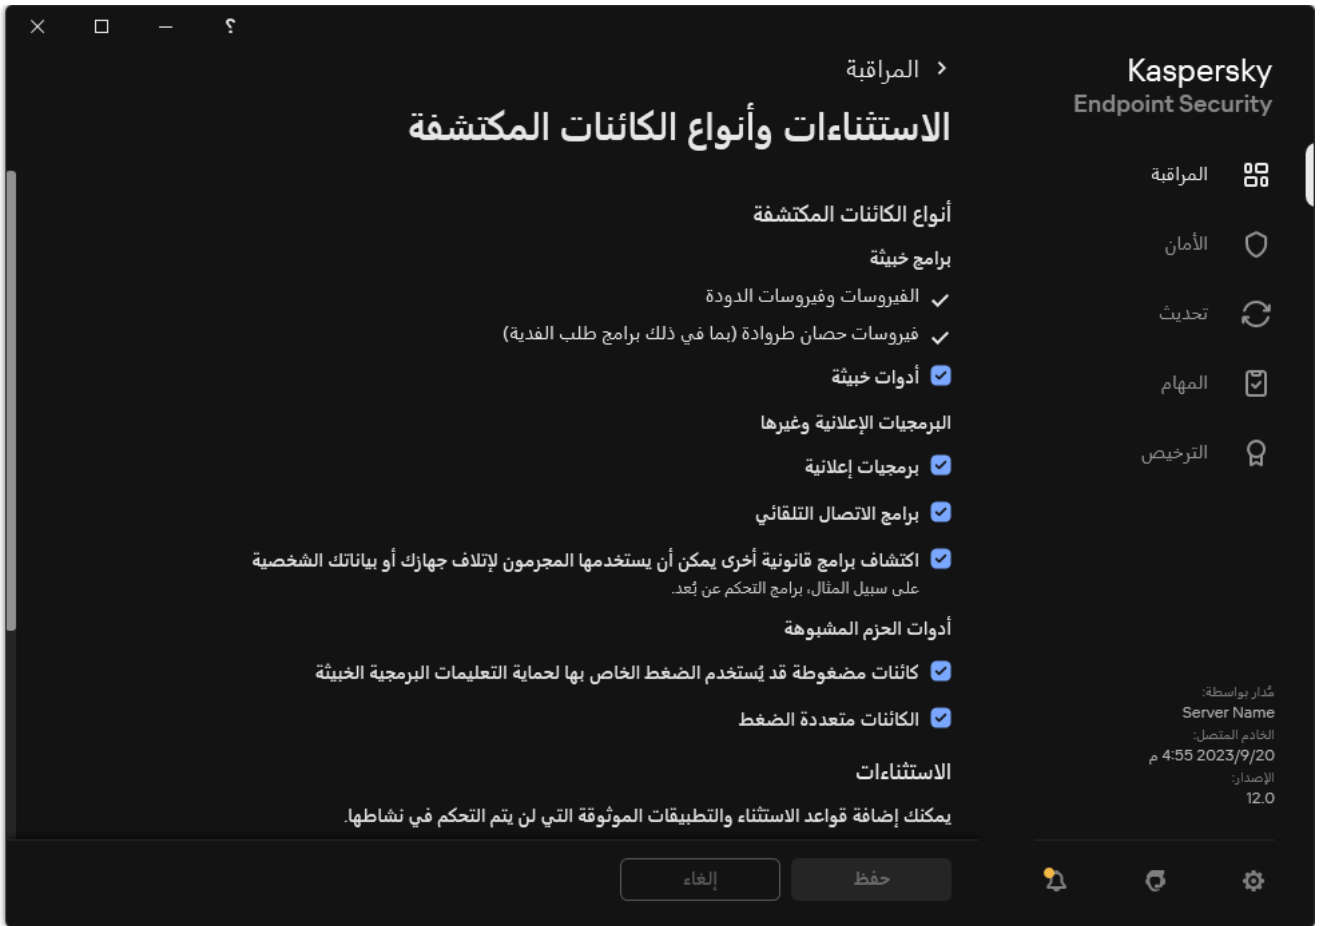 ؟
Kaspersky
Endpoint Security
المراقبة
الأمان
تحديث
المهام
الترخيص
مُدار بواسطة:
Server Name
الخادم المتصل:
2023/9/20 4:55 م
الإصدار:
12.0
المراقبة
الاستثناءات وأنواع الكائنات المكتشفة
أنواع الكائنات المكتشفة
برامج خبيثة
الفيروسات وفيروسات الدودة
فيروسات حصان طروادة (بما في ذلك برامج طلب الفدية)
أدوات خبيثة
البرمجيات الإعلانية وغيرها
برمجيات إعلانية
برامج الاتصال التلقائي
اكتشاف برامج قانونية أخرى يمكن أن يستخدمها المجرمون لإتلاف جهازك أو بياناتك الشخصية
على سبيل المثال، برامج التحكم عن بُعد.
أدوات الحزم المشبوهة
كائنات مضغوطة قد يُستخدم الضغط الخاص بها لحماية التعليمات البرمجية الخبيثة
الكائنات متعددة الضغط
الاستثناءات
يمكنك إضافة قواعد الاستثناء والتطبيقات الموثوقة التي لن يتم التحكم في نشاطها.
حفظ
إلغاء